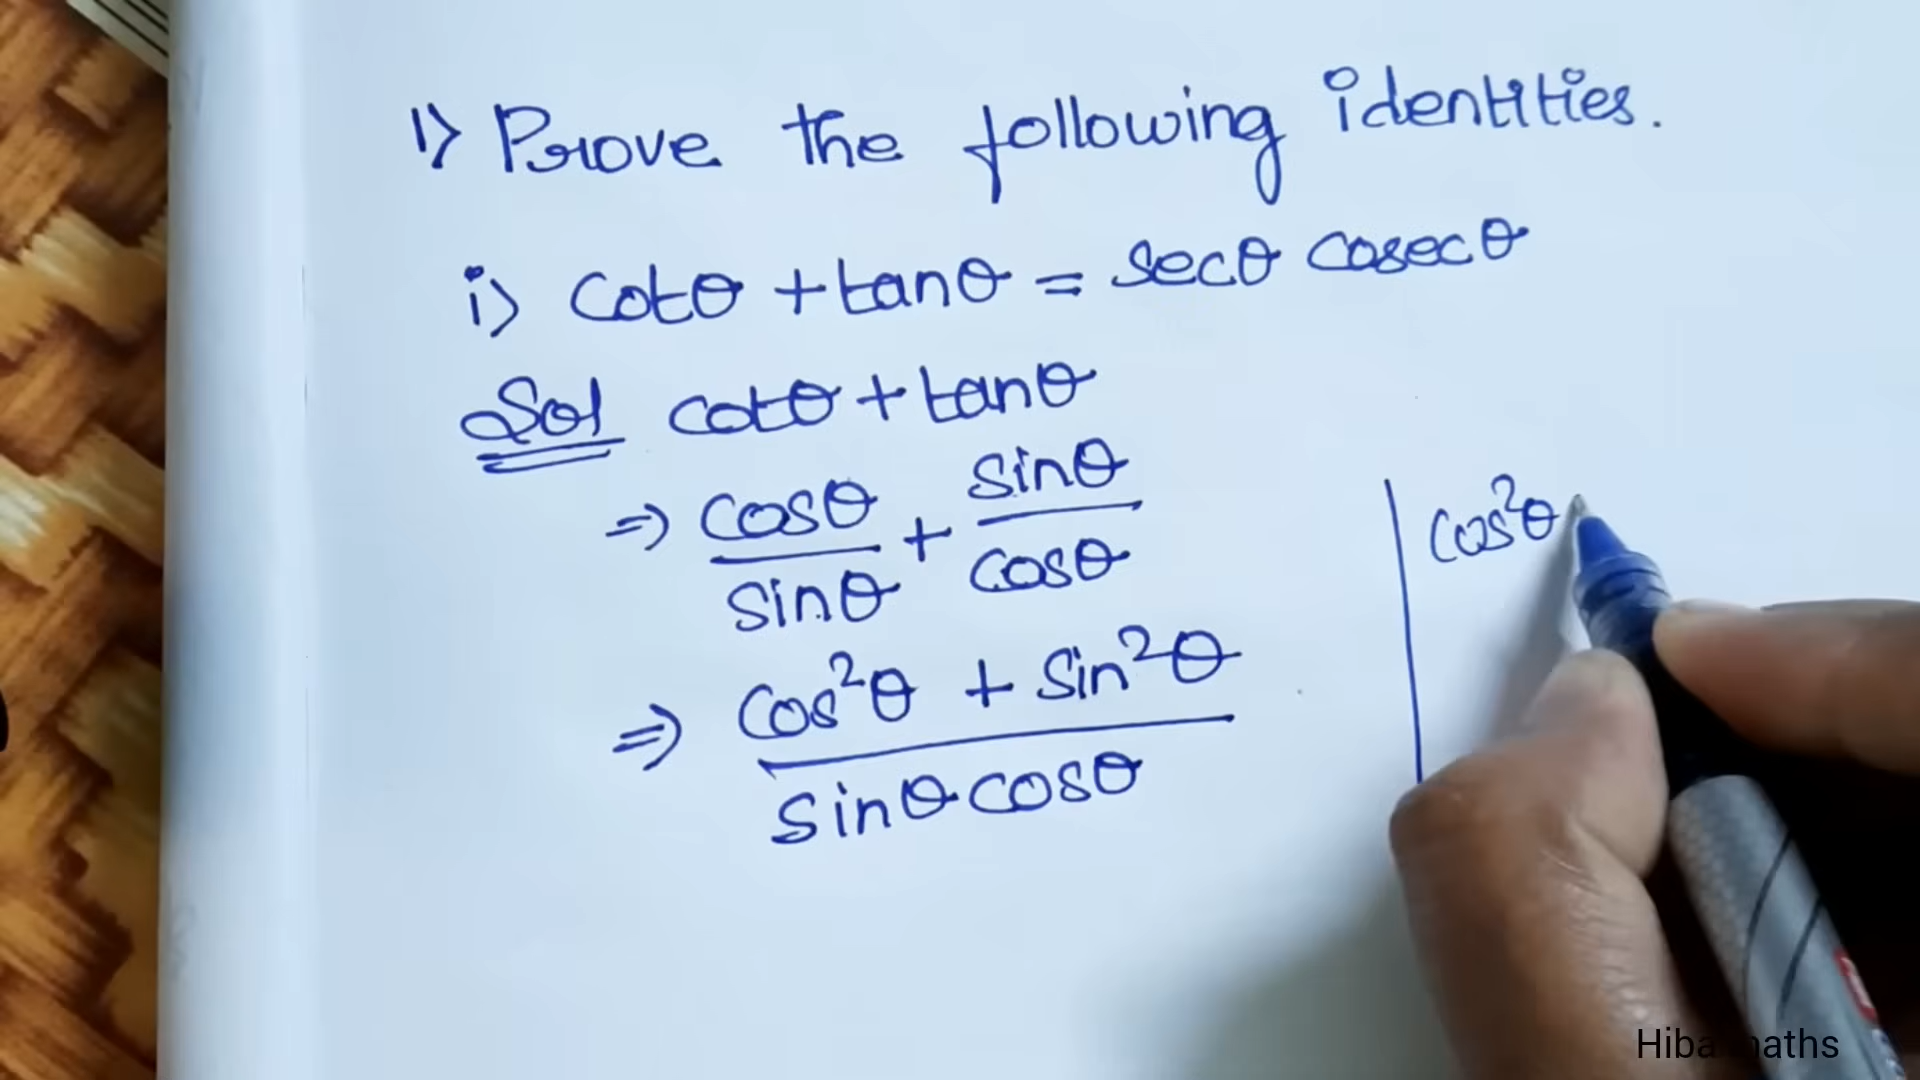 1) Prove the following identities.
i) cotθ + tanθ = secθ cosecθ
Sol cotθ + tanθ
⇒ cosθ/sinθ + sinθ/cosθ
⇒ cos²θ + sin²θ / sinθ cosθ
cos²θ
Hiba maths